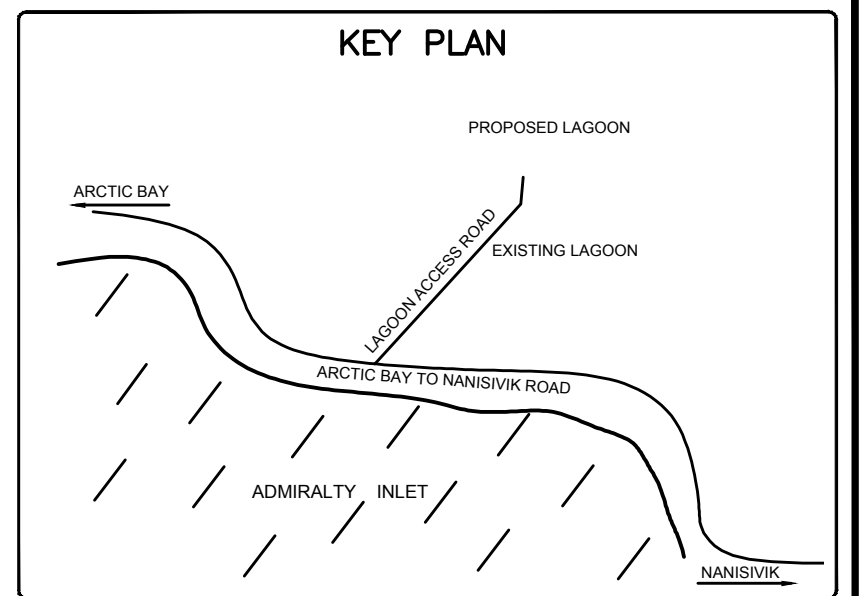 KEY PLAN
PROPOSED LAGOON
ARCTIC BAY
LAGOON ACCESS ROAD
EXISTING LAGOON
ARCTIC BAY TO NANISIVIK ROAD
ADMIRALTY INLET
NANISIVIK